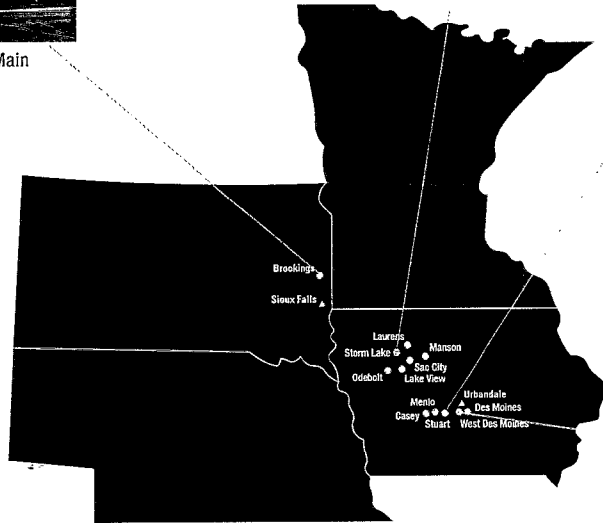 Main
Brookings
Sioux Falls
Laurens
Storm Lake
Manson
Sac City
Odebolt
Lake View
Urbandale
Menlo
Des Moines
Casey
Stuart
West Des Moines